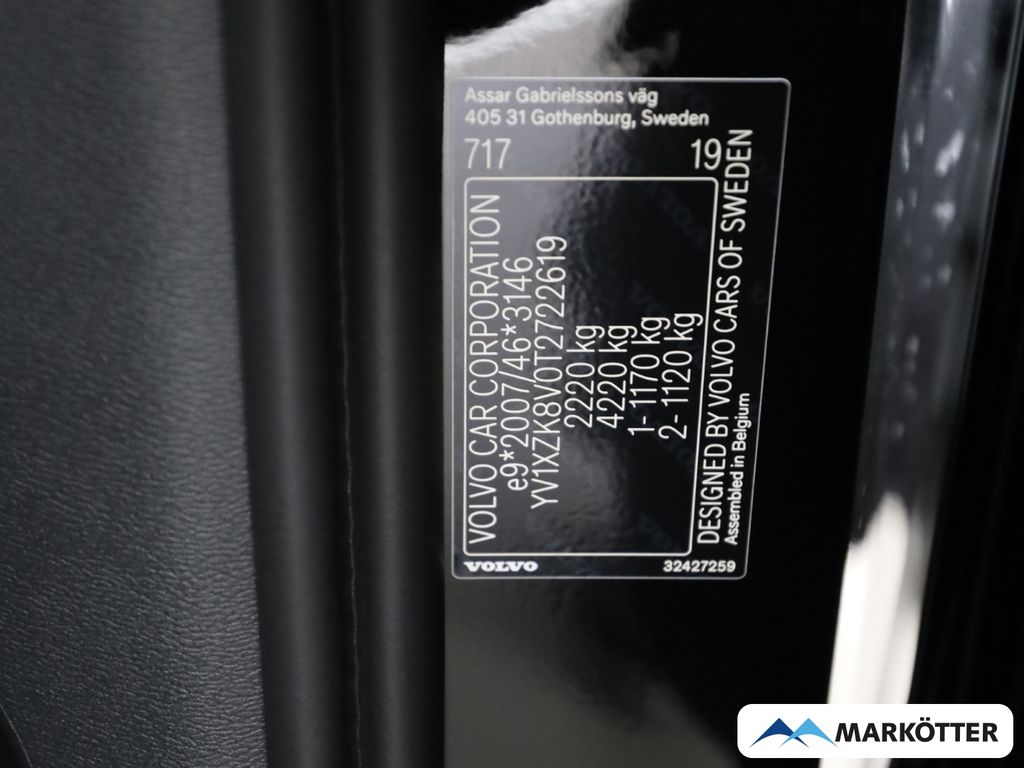 Assar Gabrielssons väg
405 31 Gothenburg, Sweden
717
19
VOLVO CAR CORPORATION
e9*2007/46*3146
YV1XZK8V0T2722619
2220 kg
4220 kg
1- 1170 kg
2- 1120 kg
DESIGNED BY VOLVO CARS OF SWEDEN
Assembled in Belgium
VOLVO
32427259
MARKÖTTER